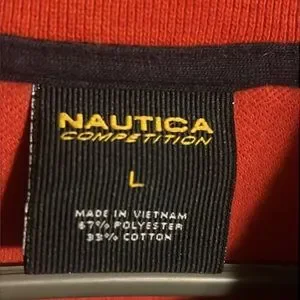 NAUTICA
COMPETITION
L
MADE IN VIETNAM
67% POLYESTER
33% COTTON